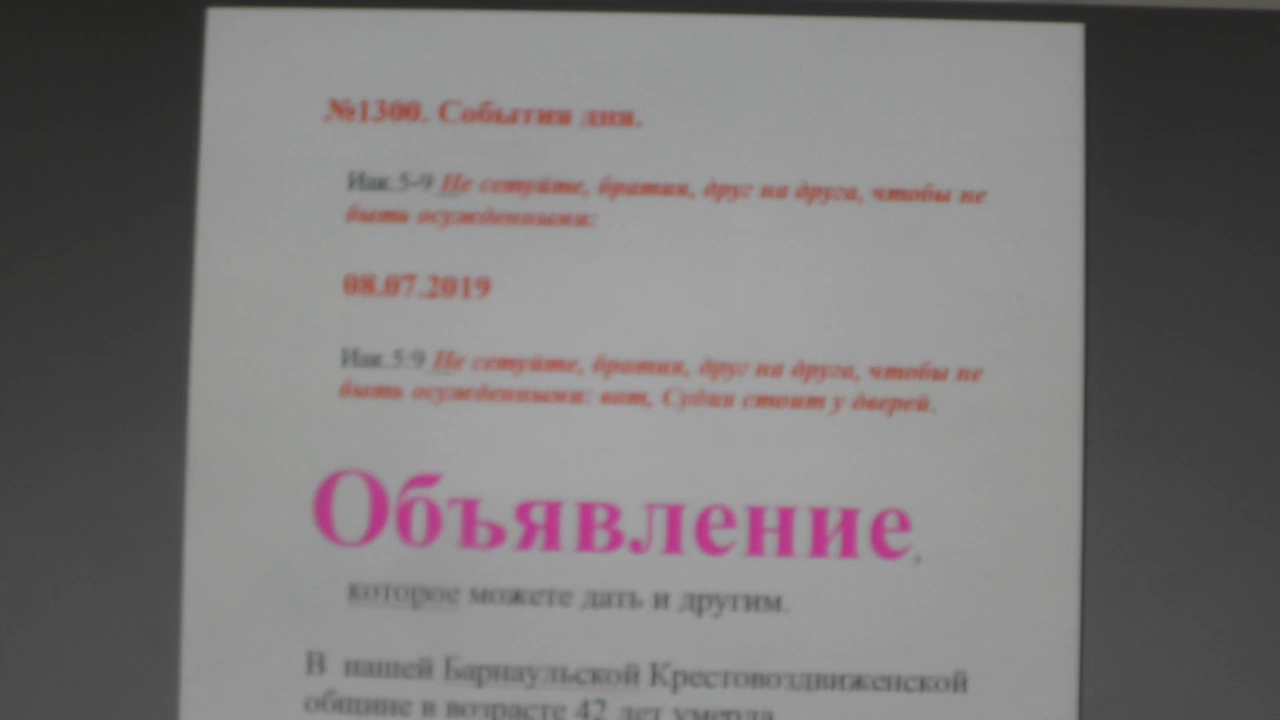 №1300. События дня.
Иак.5-9 Не сетуйте, братия, друг на друга, чтобы не
быть осужденными:
08.07.2019
Иак.5:9 Не сетуйте, братия, друг на друга, чтобы не
быть осужденными: вот, Судия стоит у дверей.
Объявление,
которое можете дать и другим.
В нашей Барнаульской Крестовоздвиженской
общине в возрасте 42 лет умерла